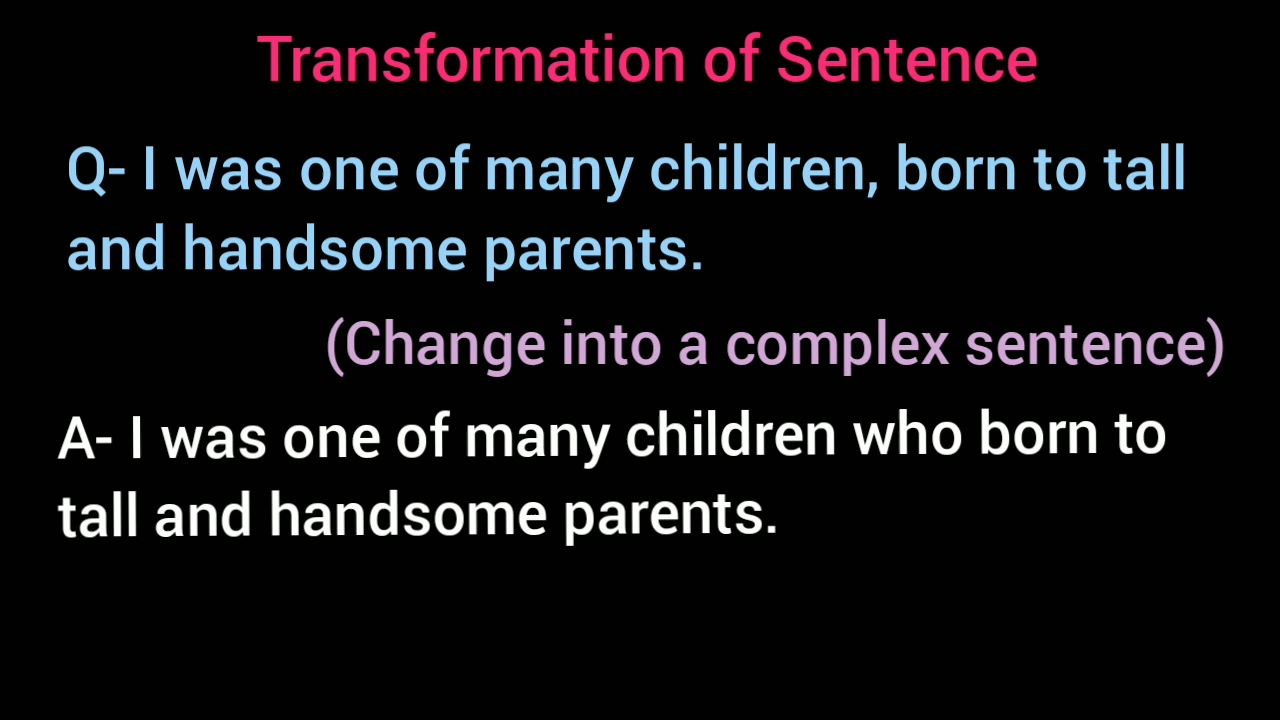 Transformation of Sentence
Q- I was one of many children, born to tall
and handsome parents.
(Change into a complex sentence)
A- I was one of many children who born to
tall and handsome parents.